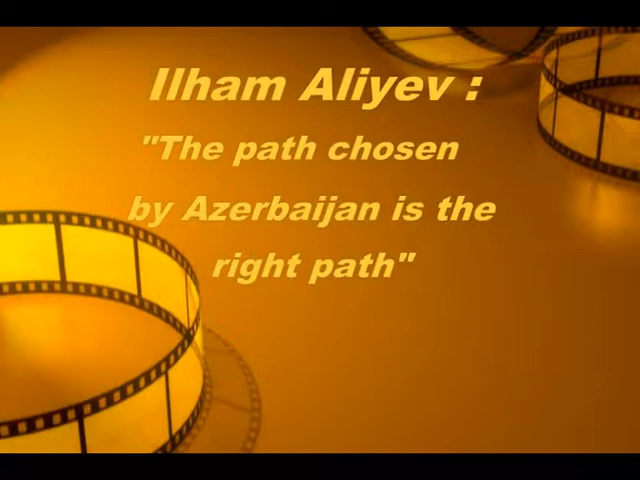 Ilham Aliyev :
"The path chosen
by Azerbaijan is the
right path"